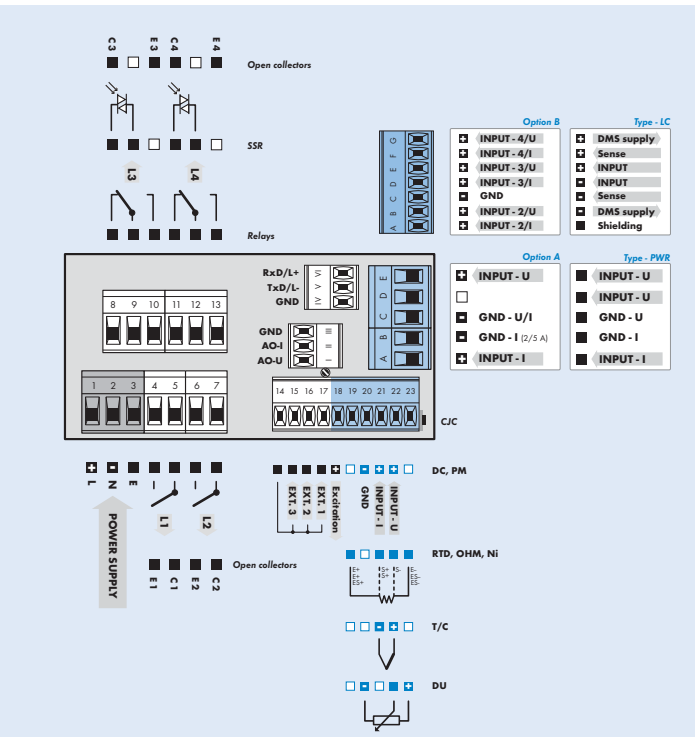 C3 E3 C4 E4
Open collectors
SSR
L3 L4
Relays
Option B
INPUT - 4/U
INPUT - 4/I
INPUT - 3/U
INPUT - 3/I
GND
INPUT - 2/U
INPUT - 2/I
G
F
E
D
C
B
A
Type - LC
DMS supply
Sense
INPUT
INPUT
Sense
DMS supply
Shielding
Option A
INPUT - U
GND - U/I
GND - I (2/5 A)
INPUT - I
Type - PWR
INPUT - U
INPUT - U
GND - U
GND - I
INPUT - I
RxD/L+ VI
TxD/L- V
GND IV
GND III
AO-I II
AO-U I
E
D
C
B
A
8 9 10 11 12 13
1 2 3 4 5 6 7
14 15 16 17 18 19 20 21 22 23
CJC
L N E
POWER SUPPLY
L1 L2
E1 C1 E2 C2
Open collectors
EXT. 3
EXT. 2
EXT. 1
Excitation
GND
INPUT - I
INPUT - U
DC, PM
RTD, OHM, Ni
E+ S+ S- E-
E+ S+ ES-
ES+ ES-
T/C
DU